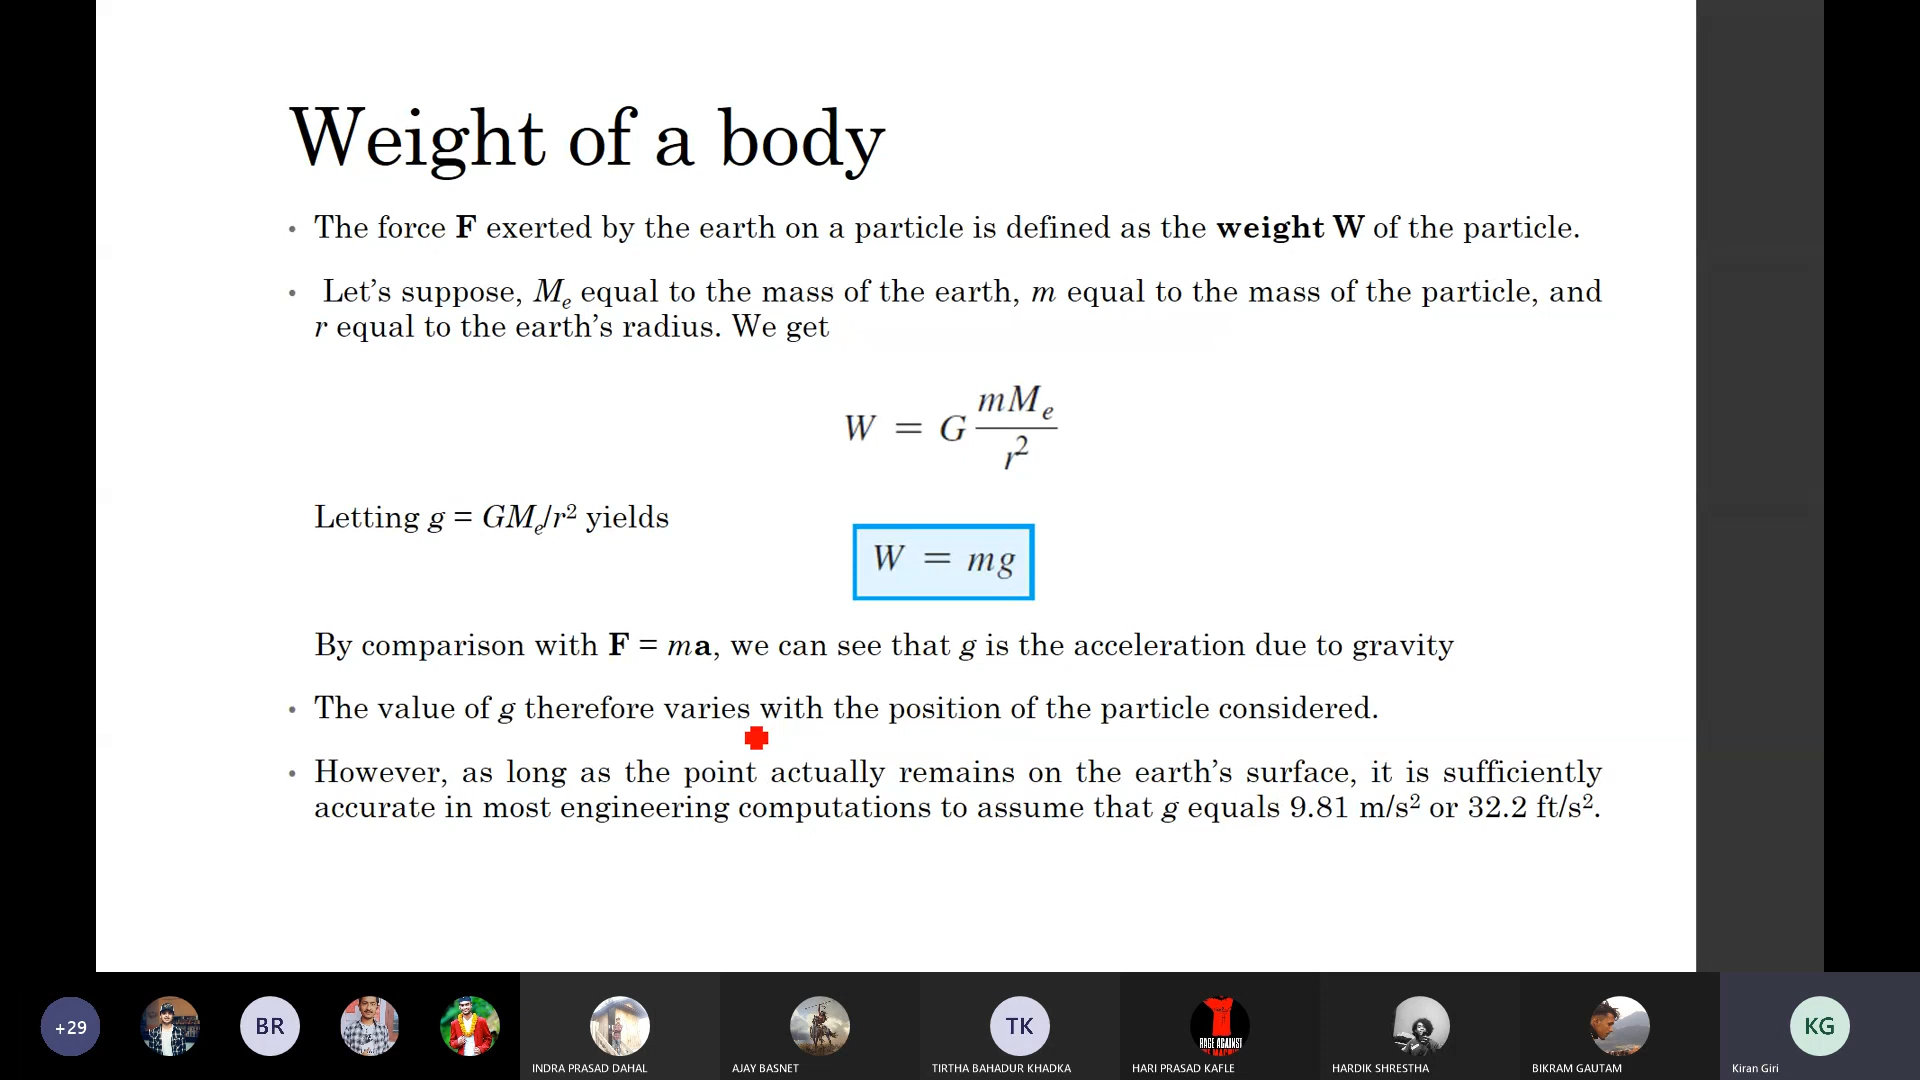 Weight of a body
• The force F exerted by the earth on a particle is defined as the weight W of the particle.
• Let’s suppose, Me equal to the mass of the earth, m equal to the mass of the particle, and
r equal to the earth’s radius. We get
W = G mMe / r²
Letting g = GMe/r² yields
W = mg
By comparison with F = ma, we can see that g is the acceleration due to gravity
• The value of g therefore varies with the position of the particle considered.
• However, as long as the point actually remains on the earth’s surface, it is sufficiently
accurate in most engineering computations to assume that g equals 9.81 m/s² or 32.2 ft/s².
+29
BR
TK
RAGE AGAINST
KG
INDRA PRASAD DAHAL
AJAY BASNET
TIRTHA BAHADUR KHADKA
HARI PRASAD KAFLE
HARDIK SHRESTHA
BIKRAM GAUTAM
Kiran Giri